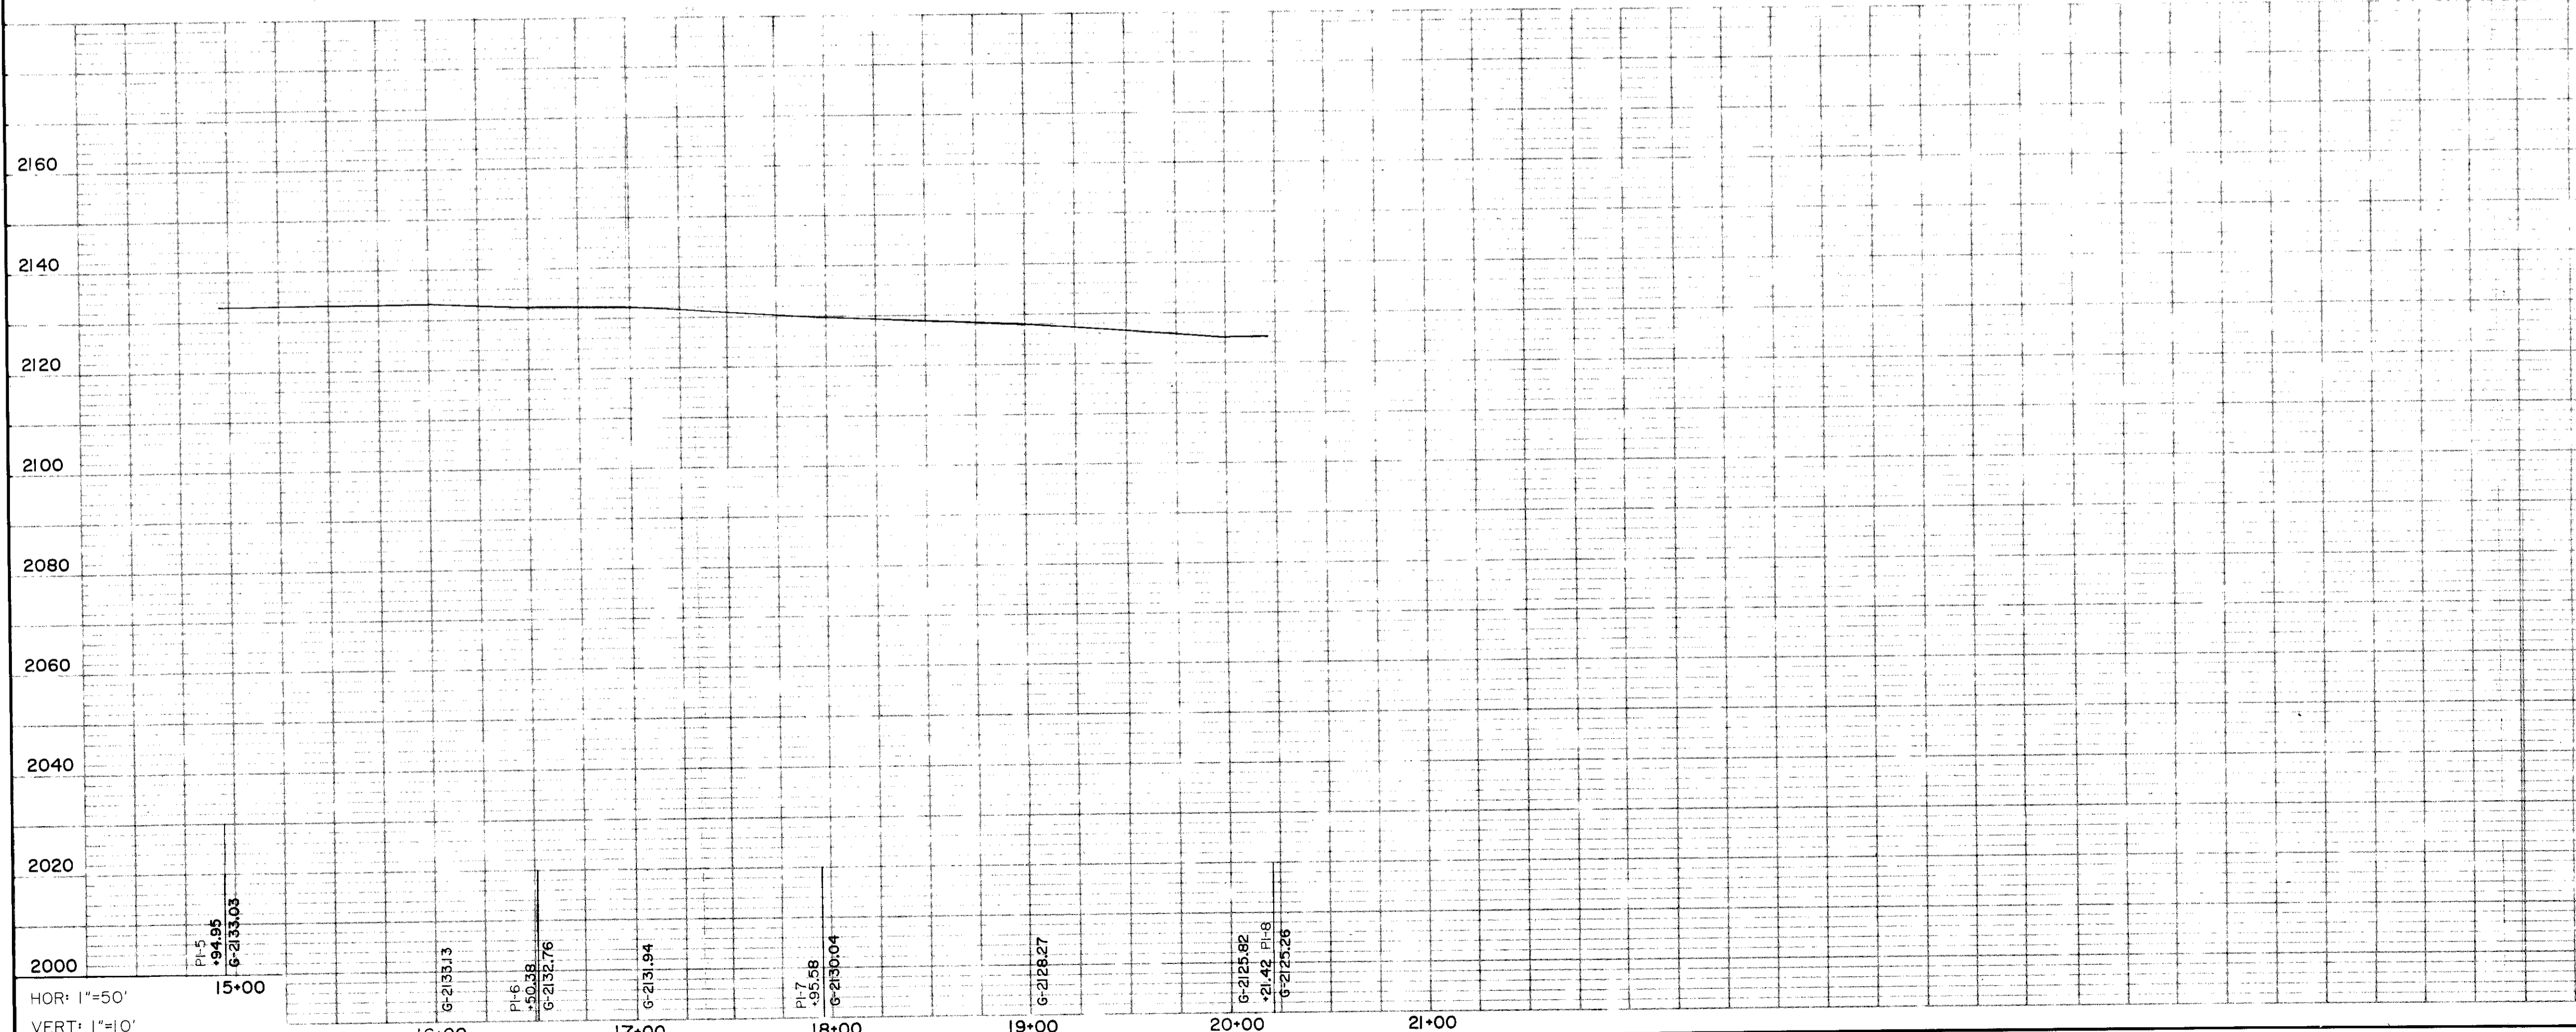 2160
2140
2120
2100
2080
2060
2040
2020
2000
PI-5
+94.95
G-2133.03
G-2133.13
PI-6
+50.38
G-2132.76
G-2131.94
PI-7
+95.58
G-2130.04
G-2128.27
G-2125.82
+21.42 PI-8
G-2125.26
15+00
16+00
17+00
18+00
19+00
20+00
21+00
HOR: 1"=50'
VERT: 1"=10'